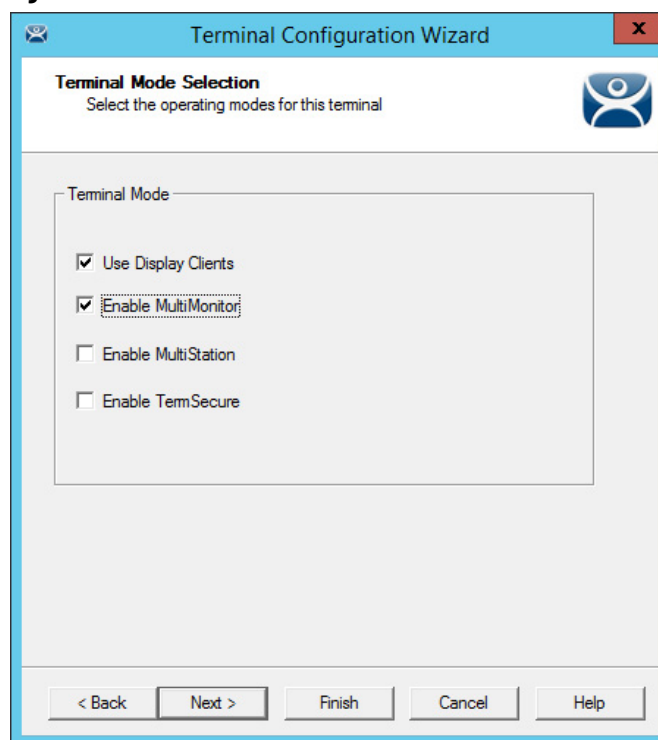 Terminal Configuration Wizard
x
Terminal Mode Selection
Select the operating modes for this terminal
Terminal Mode
Use Display Clients
Enable MultiMonitor
Enable MultiStation
Enable TermSecure
< Back Next > Finish Cancel Help